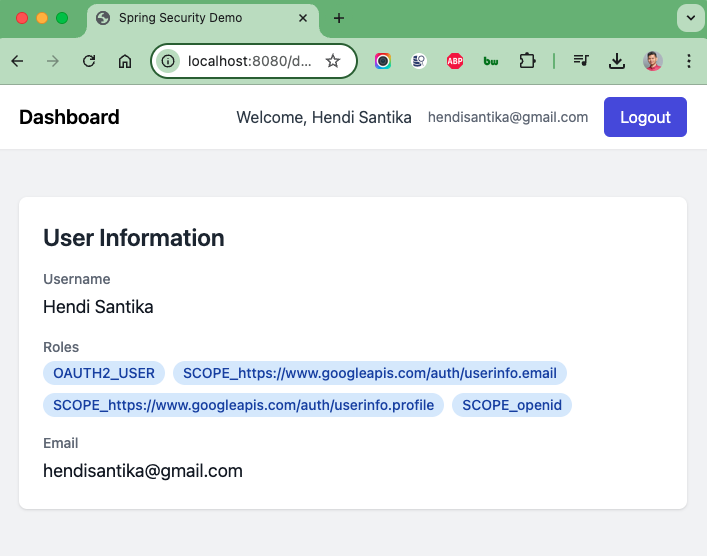 Spring Security Demo
localhost:8080/d...
ABP
bw
Dashboard
Welcome, Hendi Santika
hendisantika@gmail.com
Logout
User Information
Username
Hendi Santika
Roles
OAUTH2_USER
SCOPE_https://www.googleapis.com/auth/userinfo.email
SCOPE_https://www.googleapis.com/auth/userinfo.profile
SCOPE_openid
Email
hendisantika@gmail.com